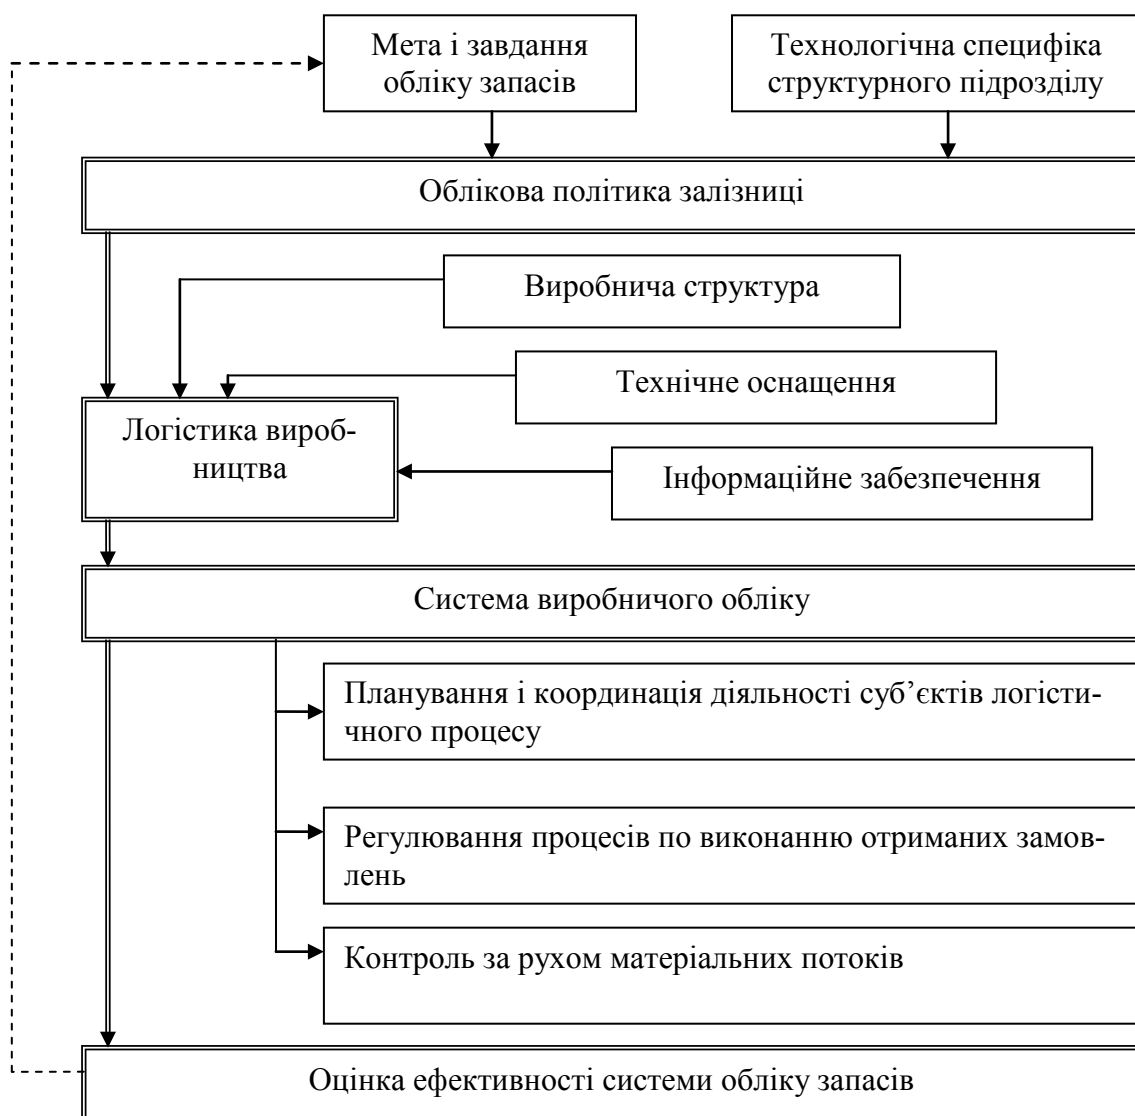 Мета і завдання
обліку запасів
Технологічна специфіка
структурного підрозділу
Облікова політика залізниці
Виробнича структура
Технічне оснащення
Логістика вироб-
ництва
Інформаційне забезпечення
Система виробничого обліку
Планування і координація діяльності суб’єктів логісти-
чного процесу
Регулювання процесів по виконанню отриманих замов-
лень
Контроль за рухом матеріальних потоків
Оцінка ефективності системи обліку запасів